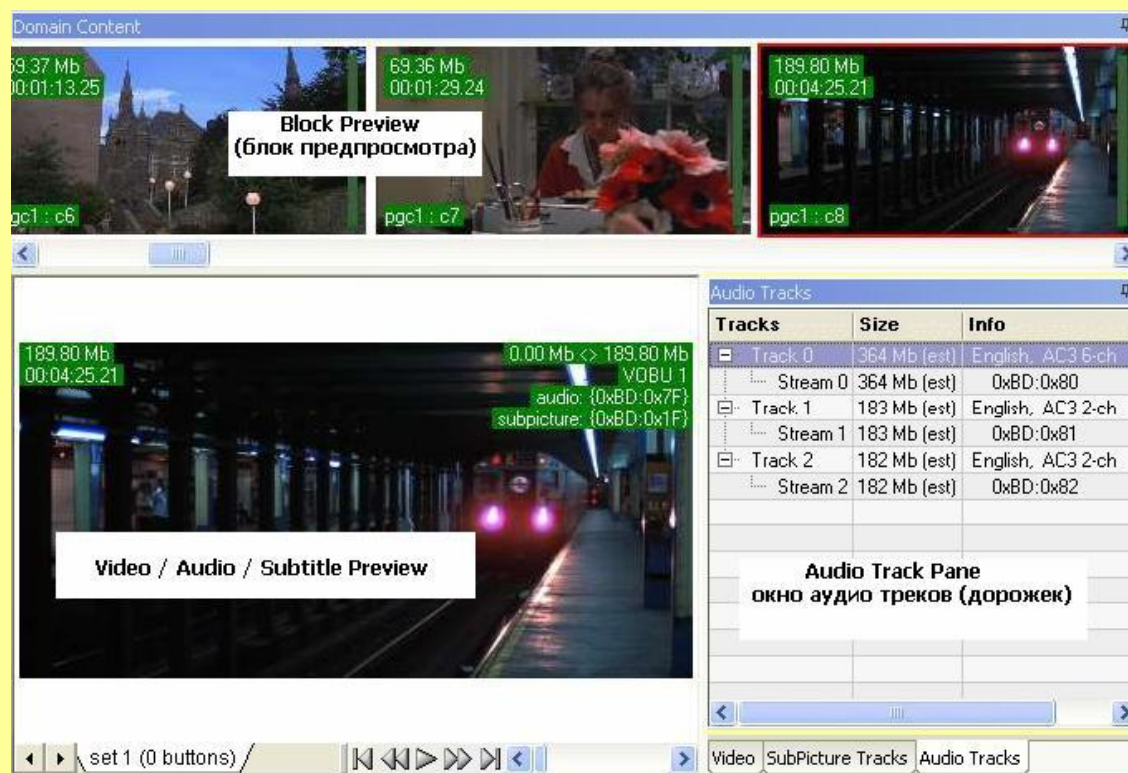 Domain Content
59.37 Mb
00:01:13.25
69.36 Mb
00:01:29.24
189.80 Mb
00:04:25.21
Block Preview
(блок предпросмотра)
pgc1 : c6
pgc1 : c7
pgc1 : c8
189.80 Mb
00:04:25.21
0.00 Mb <> 189.80 Mb
VOBU 1
audio: {0xBD:0x7F}
subpicture: {0xBD:0x1F}
Video / Audio / Subtitle Preview
set 1 (0 buttons)
Audio Tracks
Tracks Size Info
Track 0 364 Mb (est) English, AC3 6-ch
Stream 0 364 Mb (est) 0xBD:0x80
Track 1 183 Mb (est) English, AC3 2-ch
Stream 1 183 Mb (est) 0xBD:0x81
Track 2 182 Mb (est) English, AC3 2-ch
Stream 2 182 Mb (est) 0xBD:0x82
Audio Track Pane
окно аудио треков (дорожек)
Video SubPicture Tracks Audio Tracks